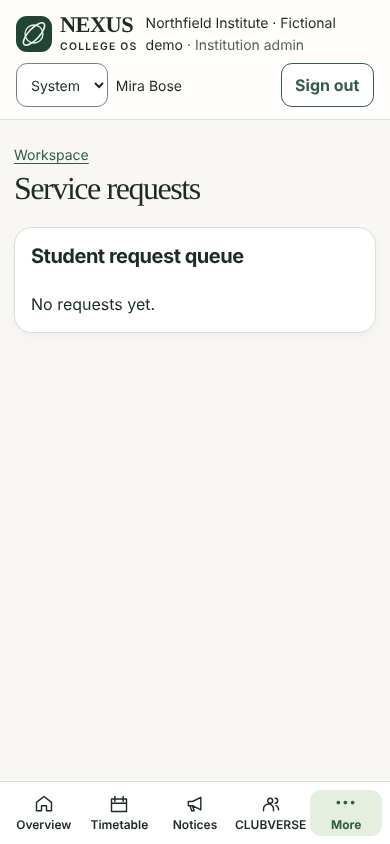 NEXUS
COLLEGE OS
Northfield Institute · Fictional
demo · Institution admin
System
Mira Bose
Sign out
Workspace
Service requests
Student request queue
No requests yet.
Overview
Timetable
Notices
CLUBVERSE
More